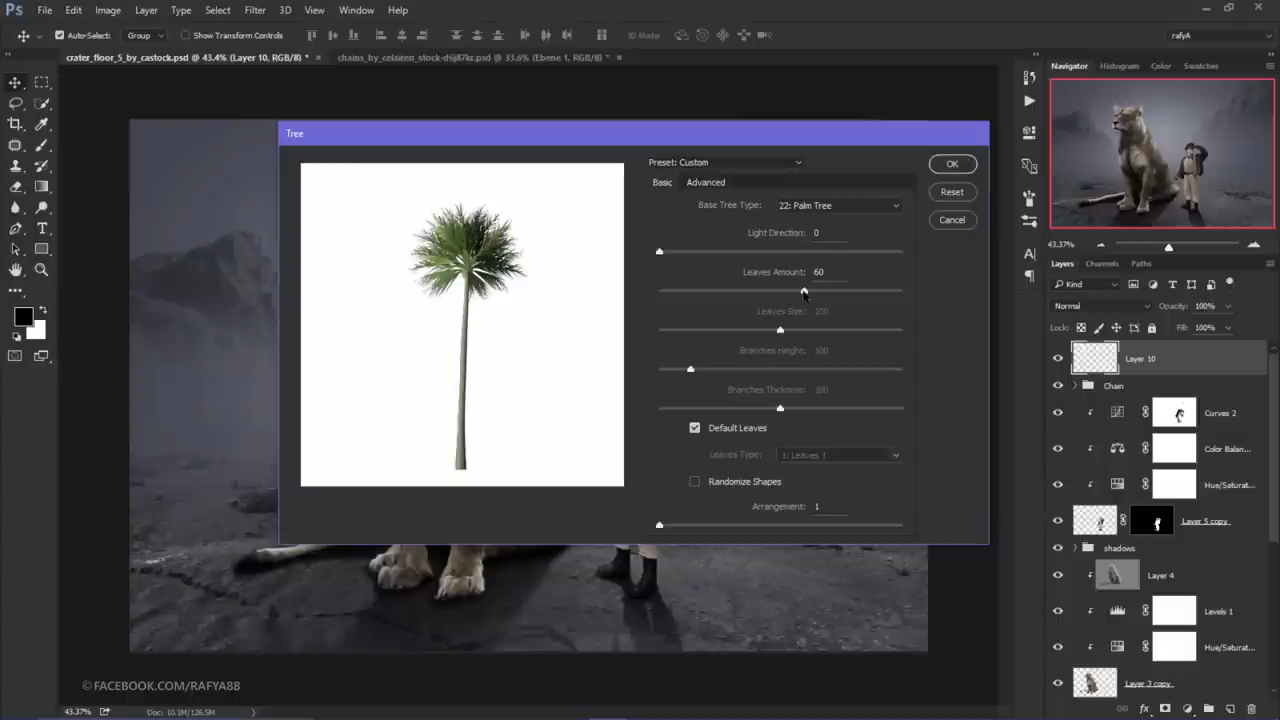 Ps File Edit Image Layer Type Select Filter 3D View Window Help
Auto-Select: Group Show Transform Controls 3D Mode: rafyA
crater_floor_5_by_castock.psd @ 43.4% (Layer 10, RGB/8) * × chains_by_celairen_stock-d6j87kr.psd @ 33.6% (Ebene 1, RGB/8) * ×
Navigator Histogram Color Swatches
Tree
Preset: Custom
OK
Basic Advanced
Reset
Base Tree Type: 22: Palm Tree
Cancel
Light Direction: 0
43.37%
Layers Channels Paths
Leaves Amount: 60
Kind
Normal Opacity: 100%
Leaves Size: 100
Lock: Fill: 100%
Branches Height: 100
Layer 10
Chain
Branches Thickness: 100
Curves 2
Default Leaves
Color Balan...
Leaves Type: 1: Leaves 1
Randomize Shapes
Hue/Saturat...
Arrangement: 1
Layer 5 copy
shadows
Layer 4
Levels 1
Hue/Saturat...
Layer 3 copy
©FACEBOOK.COM/RAFYA88
43.37% Doc: 10.1M/126.5M
fx